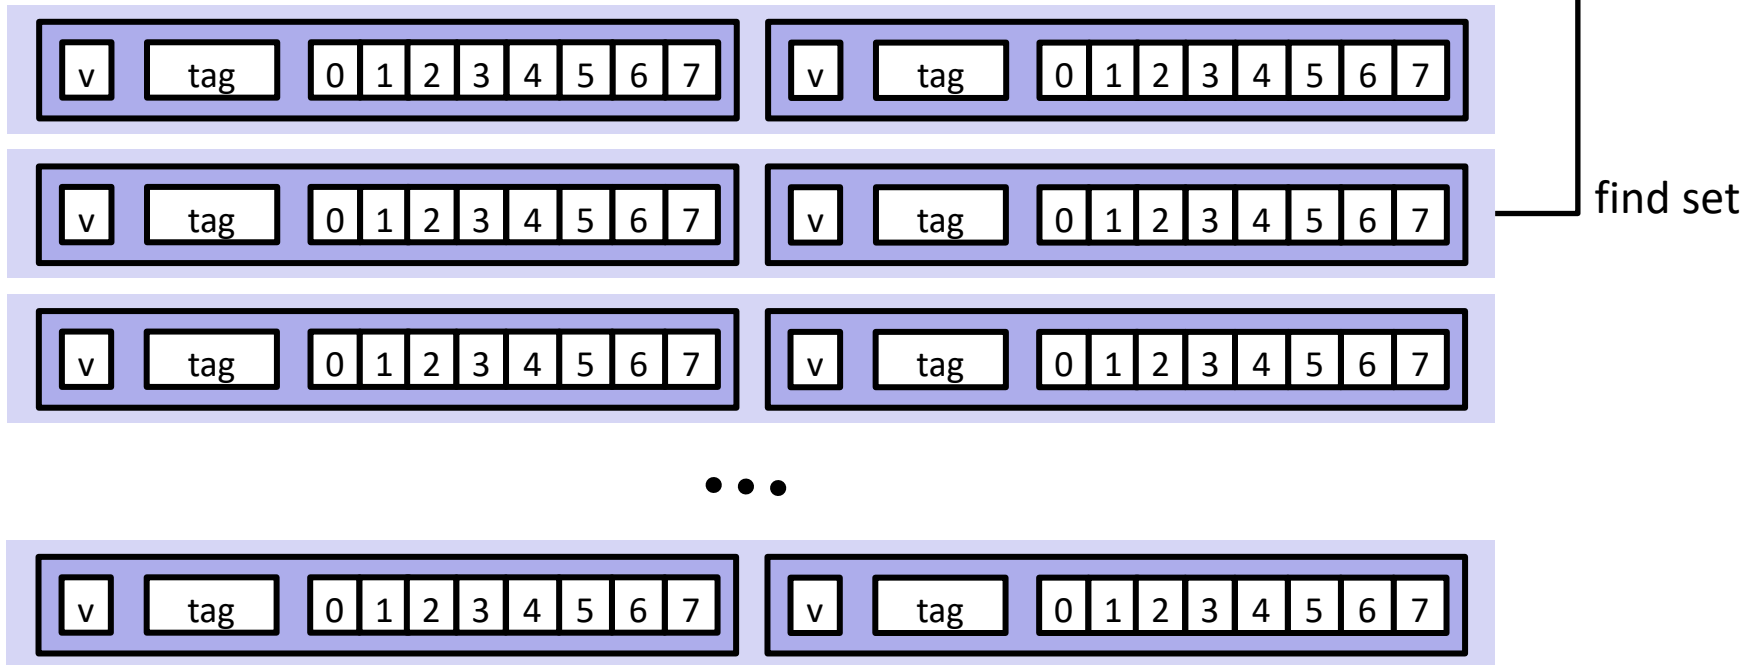 v tag 0 1 2 3 4 5 6 7 v tag 0 1 2 3 4 5 6 7
v tag 0 1 2 3 4 5 6 7 v tag 0 1 2 3 4 5 6 7 find set
v tag 0 1 2 3 4 5 6 7 v tag 0 1 2 3 4 5 6 7
...
v tag 0 1 2 3 4 5 6 7 v tag 0 1 2 3 4 5 6 7